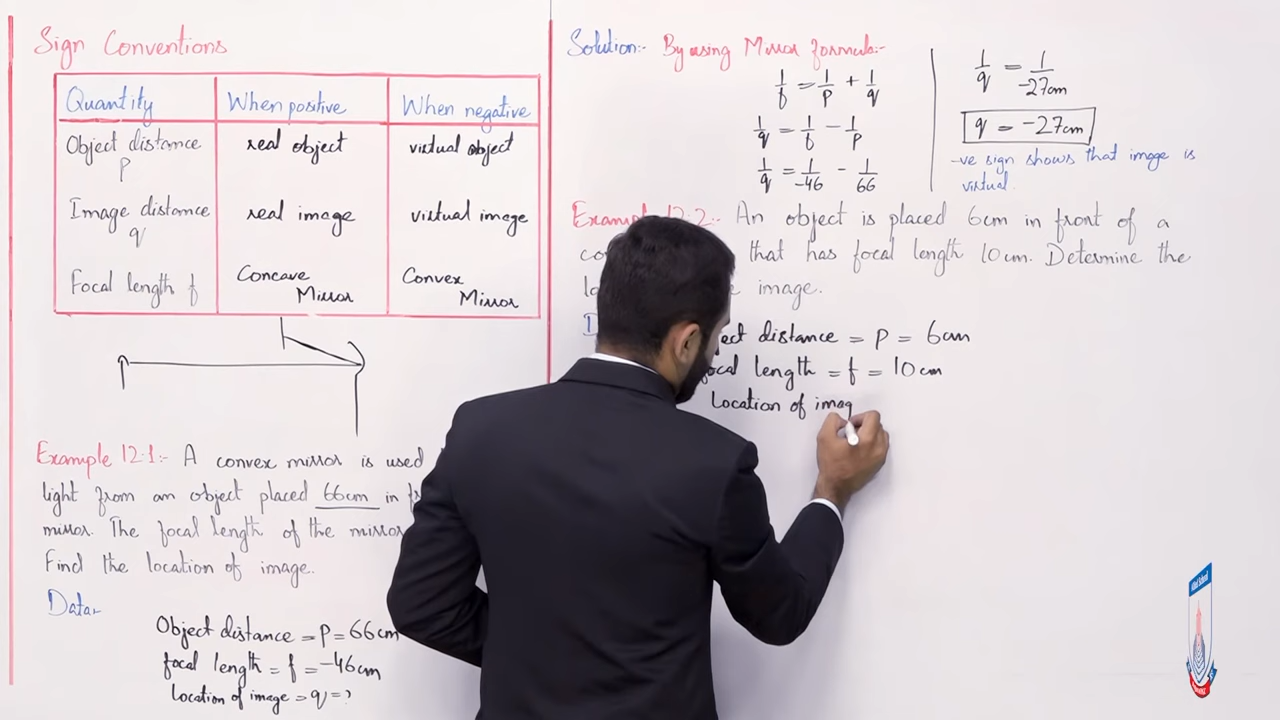 Sign Conventions
Quantity When positive When negative
Object distance p real object virtual object
Image distance q real image virtual image
Focal length f Concave Mirror Convex Mirror
Example 12.1:- A convex mirror is used
light from an object placed 66cm in
mirror. The focal length of the mirror
Find the location of image.
Data:-
Object distance = p = 66cm
focal length = f = -46cm
Location of image = q = ?
Solution:- By using Mirror formula:-
1/f = 1/p + 1/q
1/q = 1/f - 1/p
1/q = 1/-46 - 1/66
1/q = 1/-27cm
q = -27cm
-ve sign shows that image is
virtual.
Example 12.2:- An object is placed 6cm in front of a
that has focal length 10cm. Determine the
image.
distance = p = 6cm
focal length = f = 10cm
Location of imag